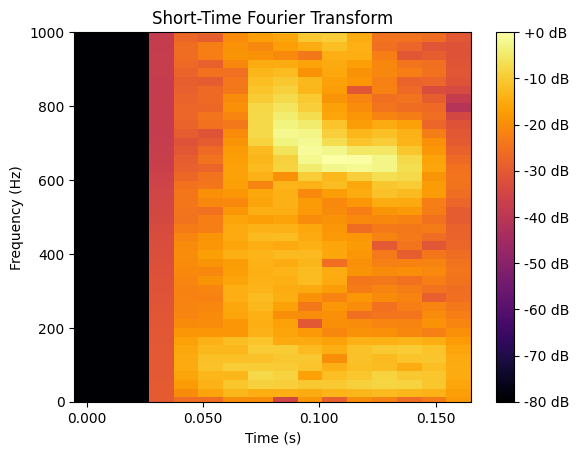 Short-Time Fourier Transform
1000
800
600
400
200
0
Frequency (Hz)
0.000
0.050
0.100
0.150
Time (s)
+0 dB
-10 dB
-20 dB
-30 dB
-40 dB
-50 dB
-60 dB
-70 dB
-80 dB